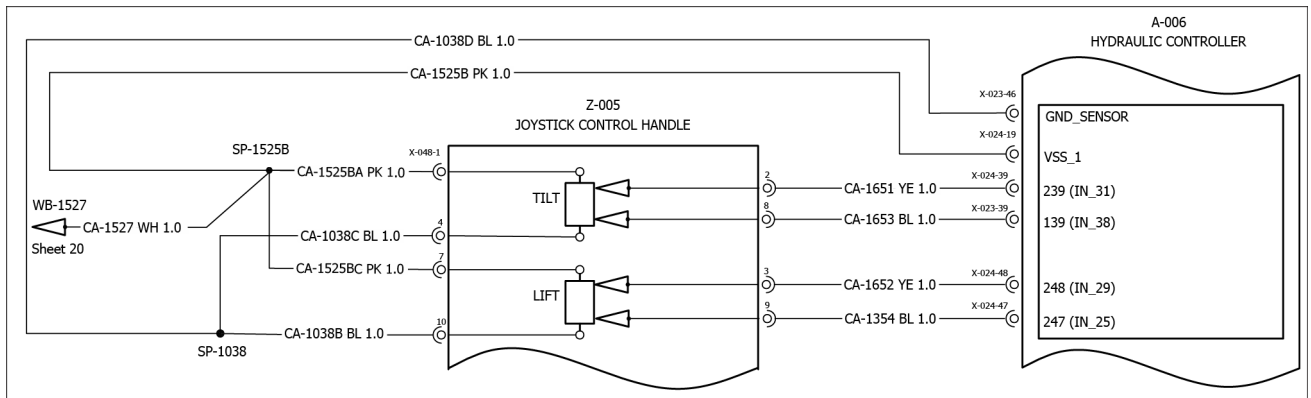 A-006
HYDRAULIC CONTROLLER
CA-1038D BL 1.0
CA-1525B PK 1.0
X-023-46
GND_SENSOR
Z-005
JOYSTICK CONTROL HANDLE
X-024-19
VSS_1
SP-1525B
X-048-1
CA-1525BA PK 1.0
TILT
2
CA-1651 YE 1.0
X-024-39
239 (IN_31)
WB-1527
CA-1527 WH 1.0
Sheet 20
8
CA-1653 BL 1.0
X-023-39
139 (IN_38)
4
CA-1038C BL 1.0
7
CA-1525BC PK 1.0
LIFT
3
CA-1652 YE 1.0
X-024-48
248 (IN_29)
9
CA-1354 BL 1.0
X-024-47
247 (IN_25)
10
CA-1038B BL 1.0
SP-1038